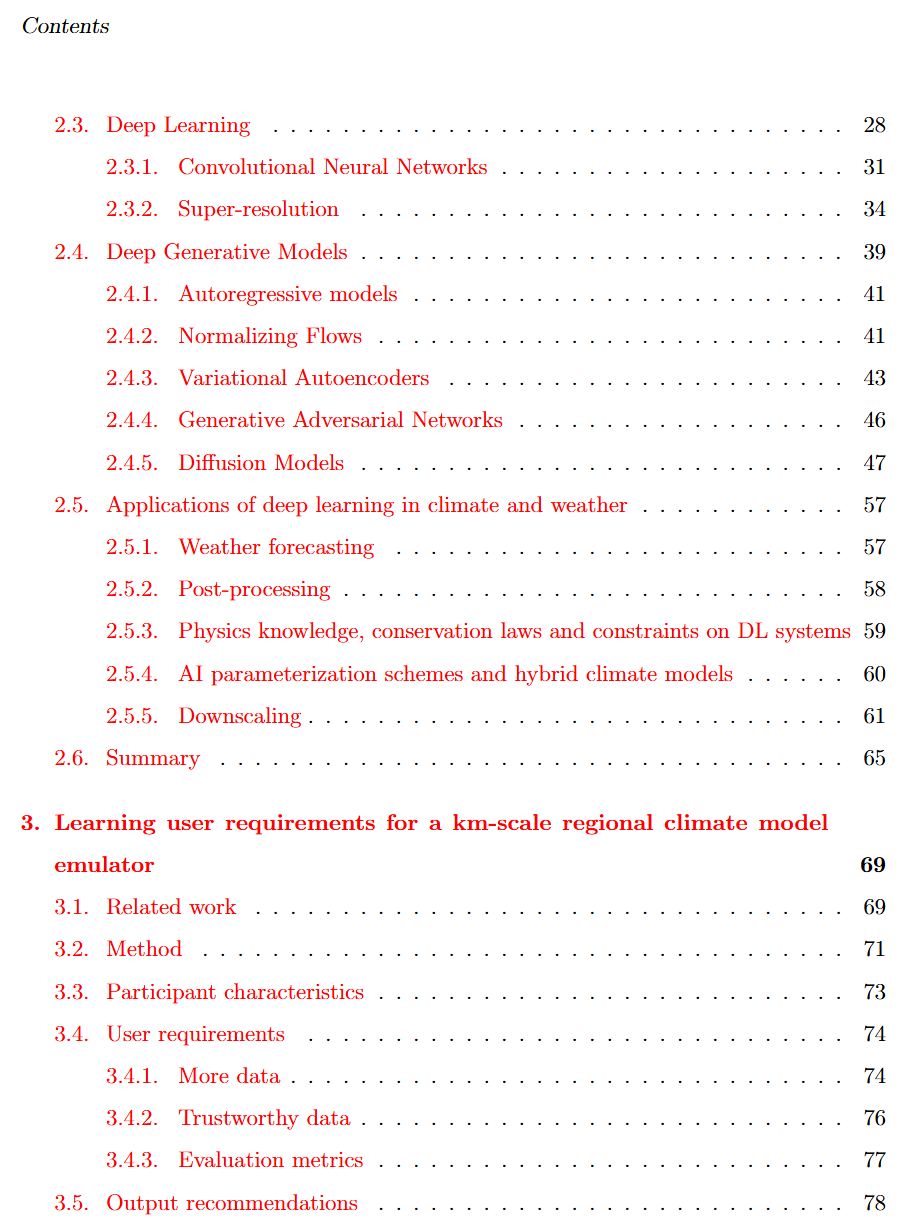 Contents
2.3. Deep Learning . . . . . . . . . . . . . . . . . . . . . . . . . . . . . . . . . 28
2.3.1. Convolutional Neural Networks . . . . . . . . . . . . . . . . . . . . 31
2.3.2. Super-resolution . . . . . . . . . . . . . . . . . . . . . . . . . . . . 34
2.4. Deep Generative Models . . . . . . . . . . . . . . . . . . . . . . . . . . . . 39
2.4.1. Autoregressive models . . . . . . . . . . . . . . . . . . . . . . . . . 41
2.4.2. Normalizing Flows . . . . . . . . . . . . . . . . . . . . . . . . . . . 41
2.4.3. Variational Autoencoders . . . . . . . . . . . . . . . . . . . . . . . 43
2.4.4. Generative Adversarial Networks . . . . . . . . . . . . . . . . . . . 46
2.4.5. Diffusion Models . . . . . . . . . . . . . . . . . . . . . . . . . . . . 47
2.5. Applications of deep learning in climate and weather . . . . . . . . . . . . 57
2.5.1. Weather forecasting . . . . . . . . . . . . . . . . . . . . . . . . . . 57
2.5.2. Post-processing . . . . . . . . . . . . . . . . . . . . . . . . . . . . . 58
2.5.3. Physics knowledge, conservation laws and constraints on DL systems 59
2.5.4. AI parameterization schemes and hybrid climate models . . . . . . 60
2.5.5. Downscaling . . . . . . . . . . . . . . . . . . . . . . . . . . . . . . . 61
2.6. Summary . . . . . . . . . . . . . . . . . . . . . . . . . . . . . . . . . . . . 65
3. Learning user requirements for a km-scale regional climate model
emulator 69
3.1. Related work . . . . . . . . . . . . . . . . . . . . . . . . . . . . . . . . . . 69
3.2. Method . . . . . . . . . . . . . . . . . . . . . . . . . . . . . . . . . . . . . 71
3.3. Participant characteristics . . . . . . . . . . . . . . . . . . . . . . . . . . . 73
3.4. User requirements . . . . . . . . . . . . . . . . . . . . . . . . . . . . . . . 74
3.4.1. More data . . . . . . . . . . . . . . . . . . . . . . . . . . . . . . . . 74
3.4.2. Trustworthy data . . . . . . . . . . . . . . . . . . . . . . . . . . . . 76
3.4.3. Evaluation metrics . . . . . . . . . . . . . . . . . . . . . . . . . . . 77
3.5. Output recommendations . . . . . . . . . . . . . . . . . . . . . . . . . . . 78